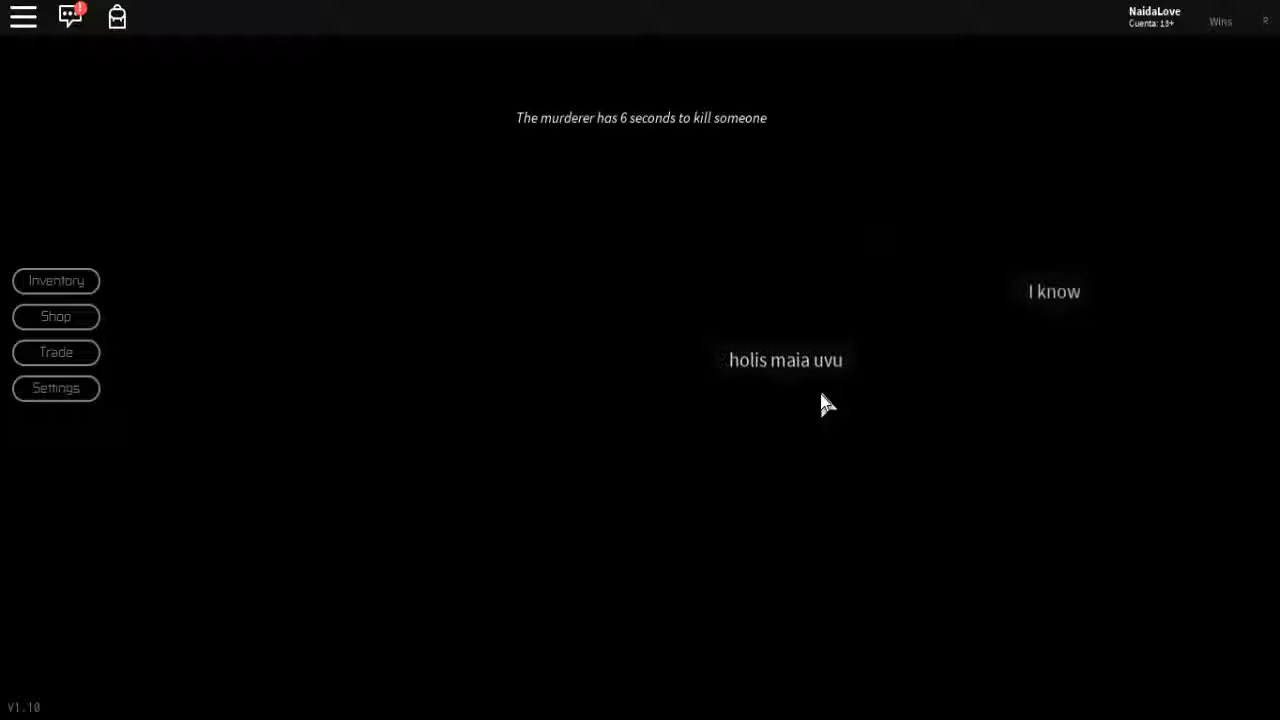 NaidaLove
Cuenta: 13+
Wins
R
The murderer has 6 seconds to kill someone
Inventory
I know
Shop
Trade
holis maia uvu
Settings
V1.10